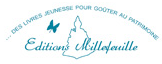 ...DES LIVRES JEUNESSE POUR GOÛTER AU PATRIMOINE
Editions Millefeuille